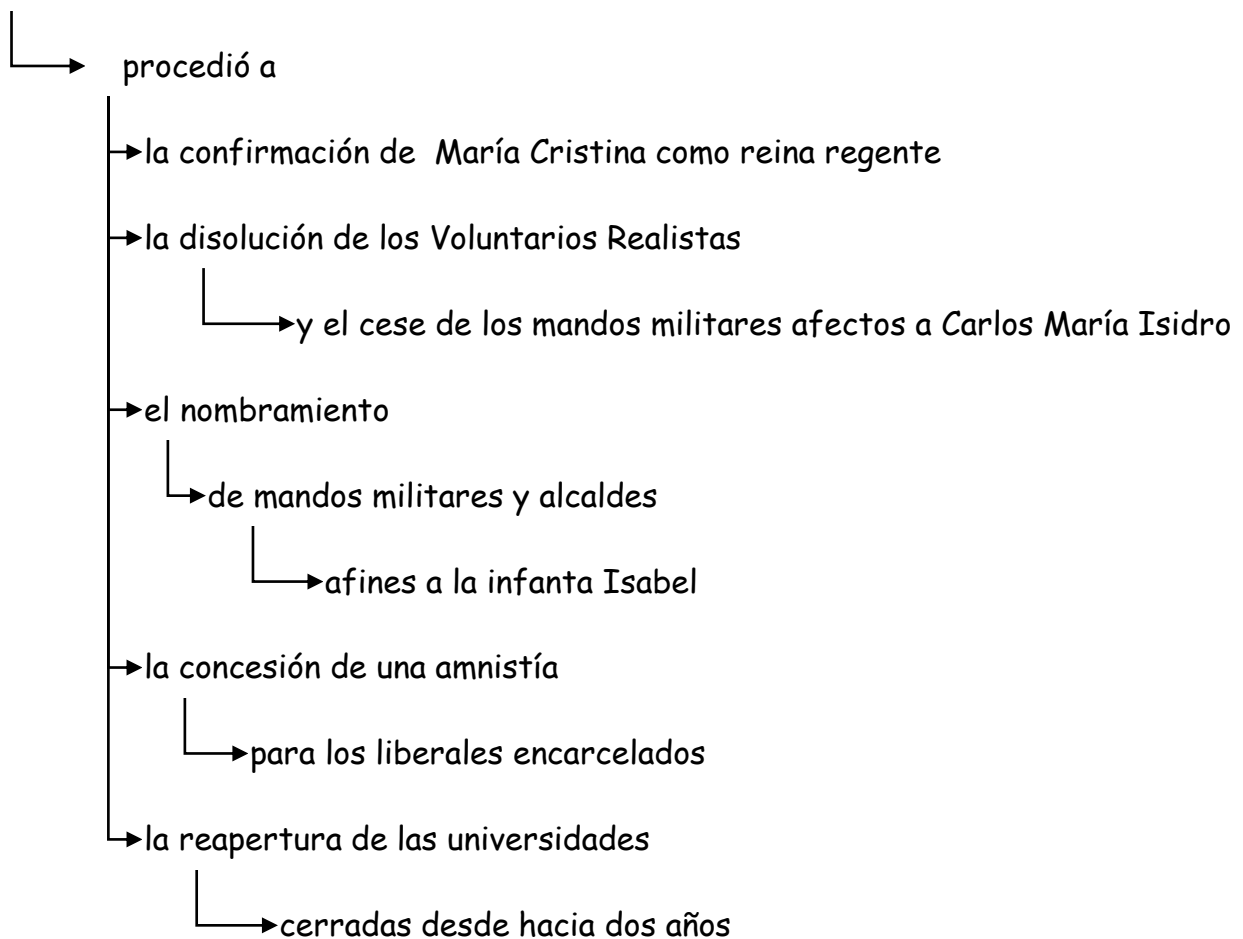 procedió a
la confirmación de María Cristina como reina regente
la disolución de los Voluntarios Realistas
y el cese de los mandos militares afectos a Carlos María Isidro
el nombramiento
de mandos militares y alcaldes
afines a la infanta Isabel
la concesión de una amnistía
para los liberales encarcelados
la reapertura de las universidades
cerradas desde hacia dos años